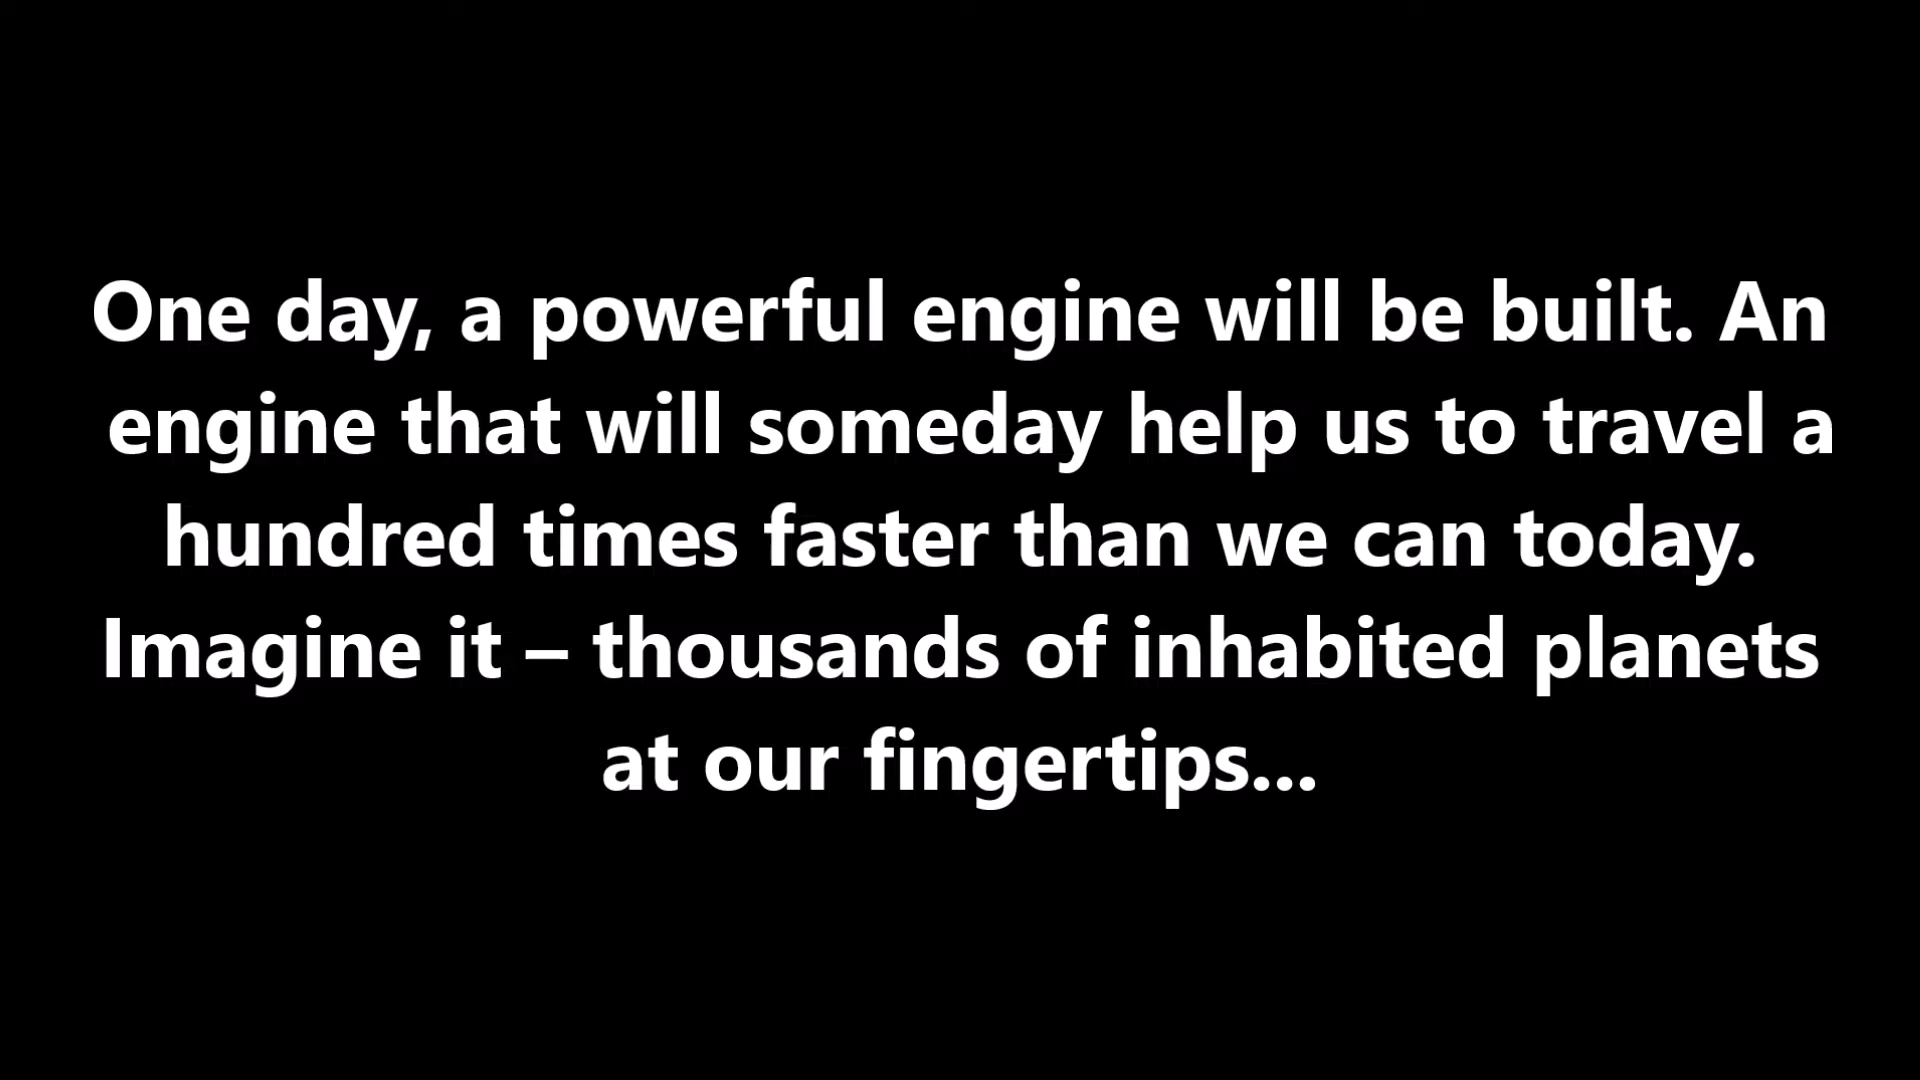 One day, a powerful engine will be built. An
engine that will someday help us to travel a
hundred times faster than we can today.
Imagine it – thousands of inhabited planets
at our fingertips...